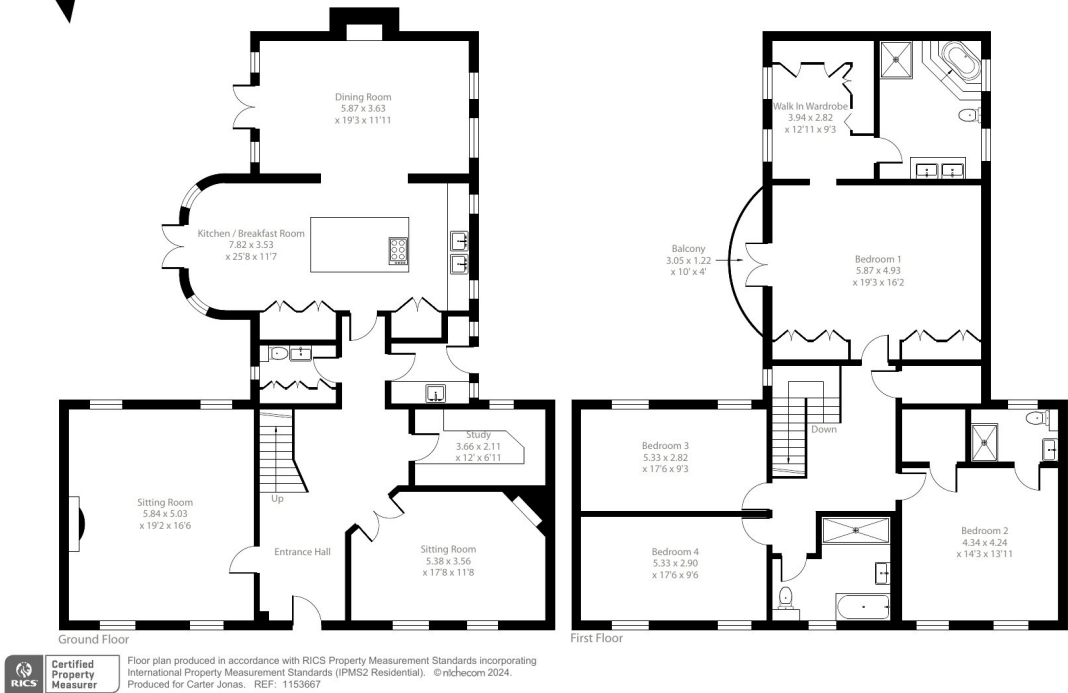 Dining Room
5.87 x 3.63
x 19'3 x 11'11
Kitchen / Breakfast Room
7.82 x 3.53
x 25'8 x 11'7
Study
3.66 x 2.11
x 12' x 6'11
Sitting Room
5.84 x 5.03
x 19'2 x 16'6
Up
Entrance Hall
Sitting Room
5.38 x 3.56
x 17'8 x 11'8
Ground Floor
Walk In Wardrobe
3.94 x 2.82
x 12'11 x 9'3
Balcony
3.05 x 1.22
x 10' x 4'
Bedroom 1
5.87 x 4.93
x 19'3 x 16'2
Down
Bedroom 3
5.33 x 2.82
x 17'6 x 9'3
Bedroom 4
5.33 x 2.90
x 17'6 x 9'6
Bedroom 2
4.34 x 4.24
x 14'3 x 13'11
First Floor
RICS
Certified
Property
Measurer
Floor plan produced in accordance with RICS Property Measurement Standards incorporating
International Property Measurement Standards (IPMS2 Residential). © nichecom 2024.
Produced for Carter Jonas. REF: 1153667